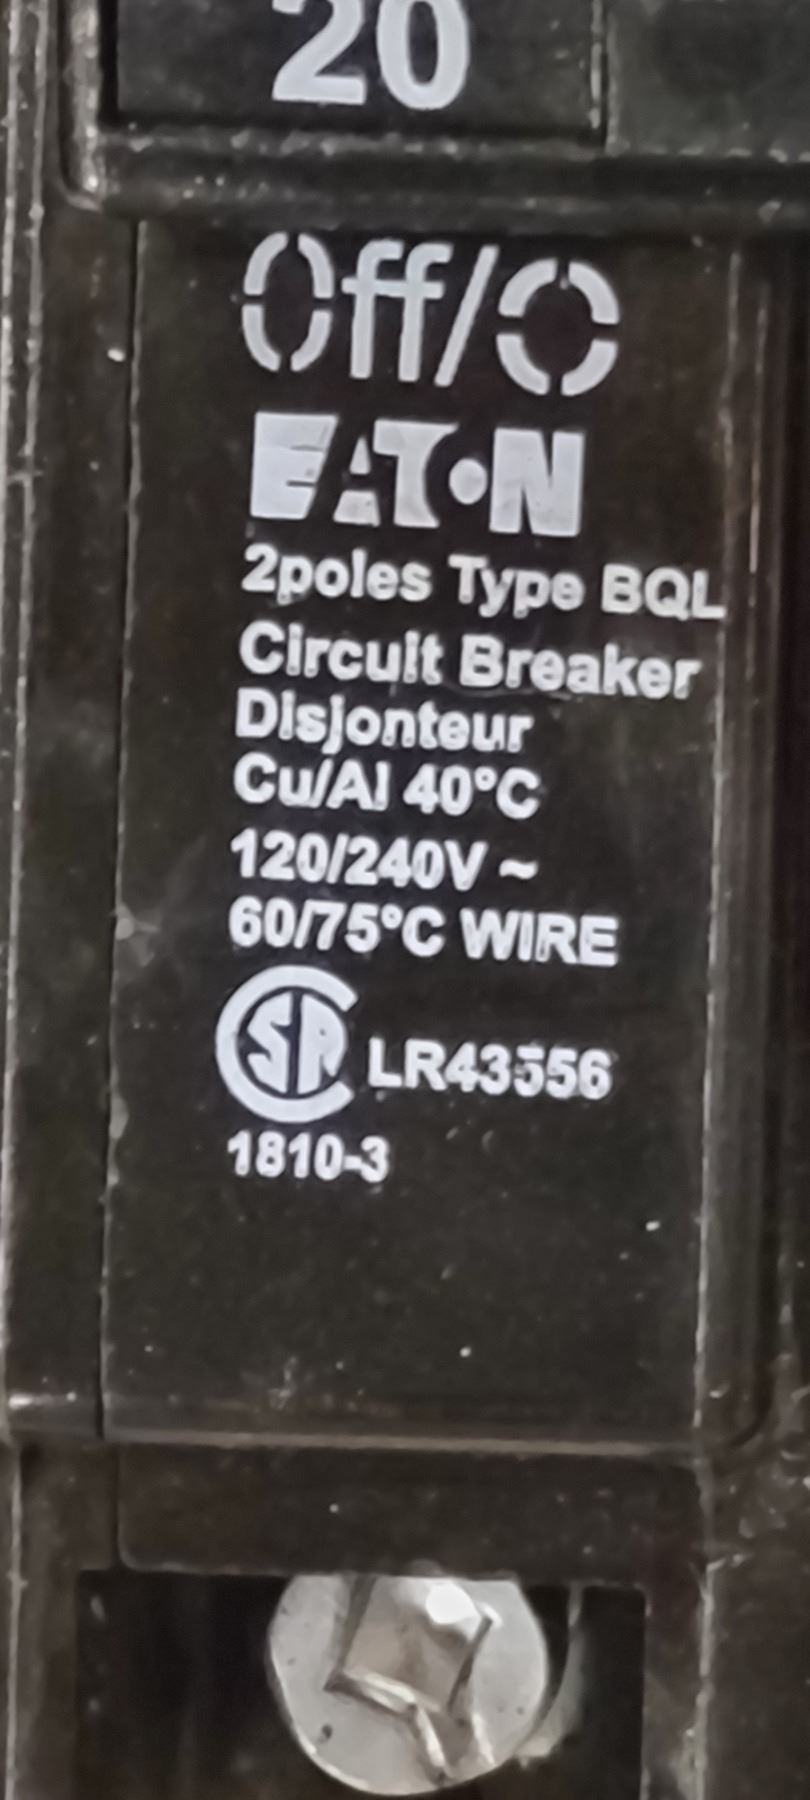 20
Off/O
EATON
2poles Type BQL
Circuit Breaker
Disjonteur
Cu/Al 40°C
120/240V ~
60/75°C WIRE
LR43556
1810-3